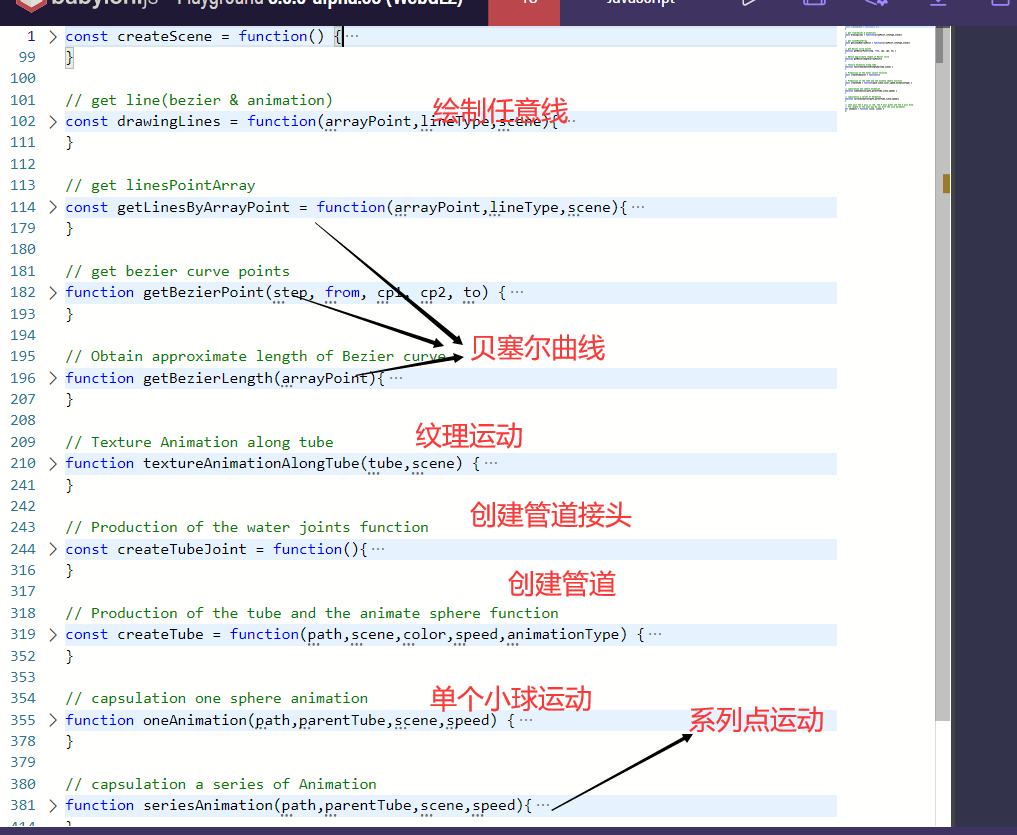 1 const createScene = function() {…
99 }
100
101 // get line(bezier & animation)
绘制任意线
102 const drawingLines = function(arrayPoint,lineType,scene){…
111 }
112
113 // get linesPointArray
114 const getLinesByArrayPoint = function(arrayPoint,lineType,scene){…
179 }
180
181 // get bezier curve points
182 function getBezierPoint(step, from, cp1, cp2, to) {…
193 }
194
195 // Obtain approximate length of Bezier curve
贝塞尔曲线
196 function getBezierLength(arrayPoint){…
207 }
208
209 // Texture Animation along tube
纹理运动
210 function textureAnimationAlongTube(tube,scene) {…
241 }
242
243 // Production of the water joints function
创建管道接头
244 const createTubeJoint = function(){…
316 }
317
创建管道
318 // Production of the tube and the animate sphere function
319 const createTube = function(path,scene,color,speed,animationType) {…
352 }
353
354 // capsulation one sphere animation
单个小球运动
355 function oneAnimation(path,parentTube,scene,speed) {…
系列点运动
378 }
379
380 // capsulation a series of Animation
381 function seriesAnimation(path,parentTube,scene,speed){…